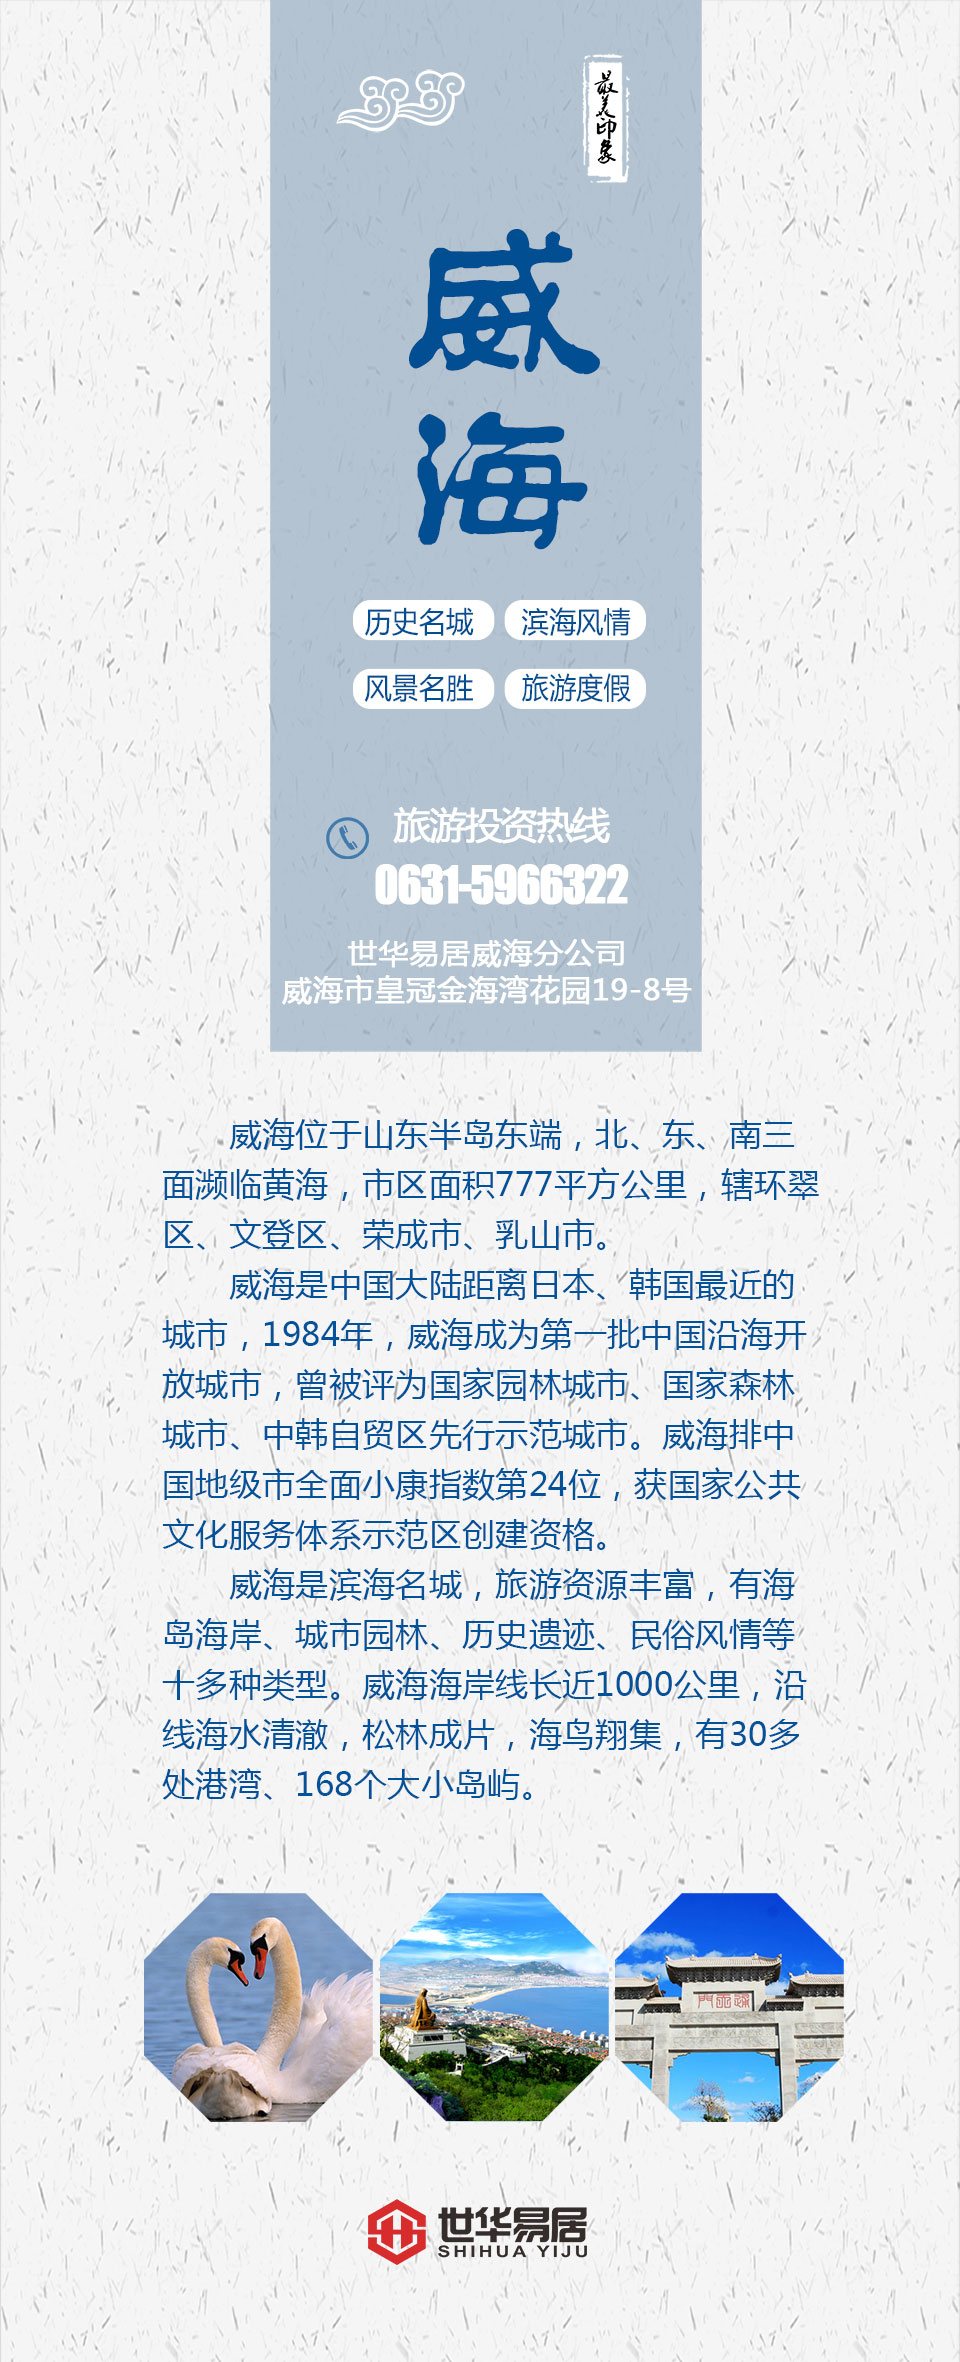 最美印象
威
海
历史名城 滨海风情
风景名胜 旅游度假
旅游投资热线
0631-5966322
世华易居威海分公司
威海市皇冠金海湾花园19-8号
威海位于山东半岛东端，北、东、南三
面濒临黄海，市区面积777平方公里，辖环翠
区、文登区、荣成市、乳山市。
威海是中国大陆距离日本、韩国最近的
城市，1984年，威海成为第一批中国沿海开
放城市，曾被评为国家园林城市、国家森林
城市、中韩自贸区先行示范城市。威海排中
国地级市全面小康指数第24位，获国家公共
文化服务体系示范区创建资格。
威海是滨海名城，旅游资源丰富，有海
岛海岸、城市园林、历史遗迹、民俗风情等
十多种类型。威海海岸线长近1000公里，沿
线海水清澈，松林成片，海鸟翔集，有30多
处港湾、168个大小岛屿。
世华易居
SHIHUA YIJU